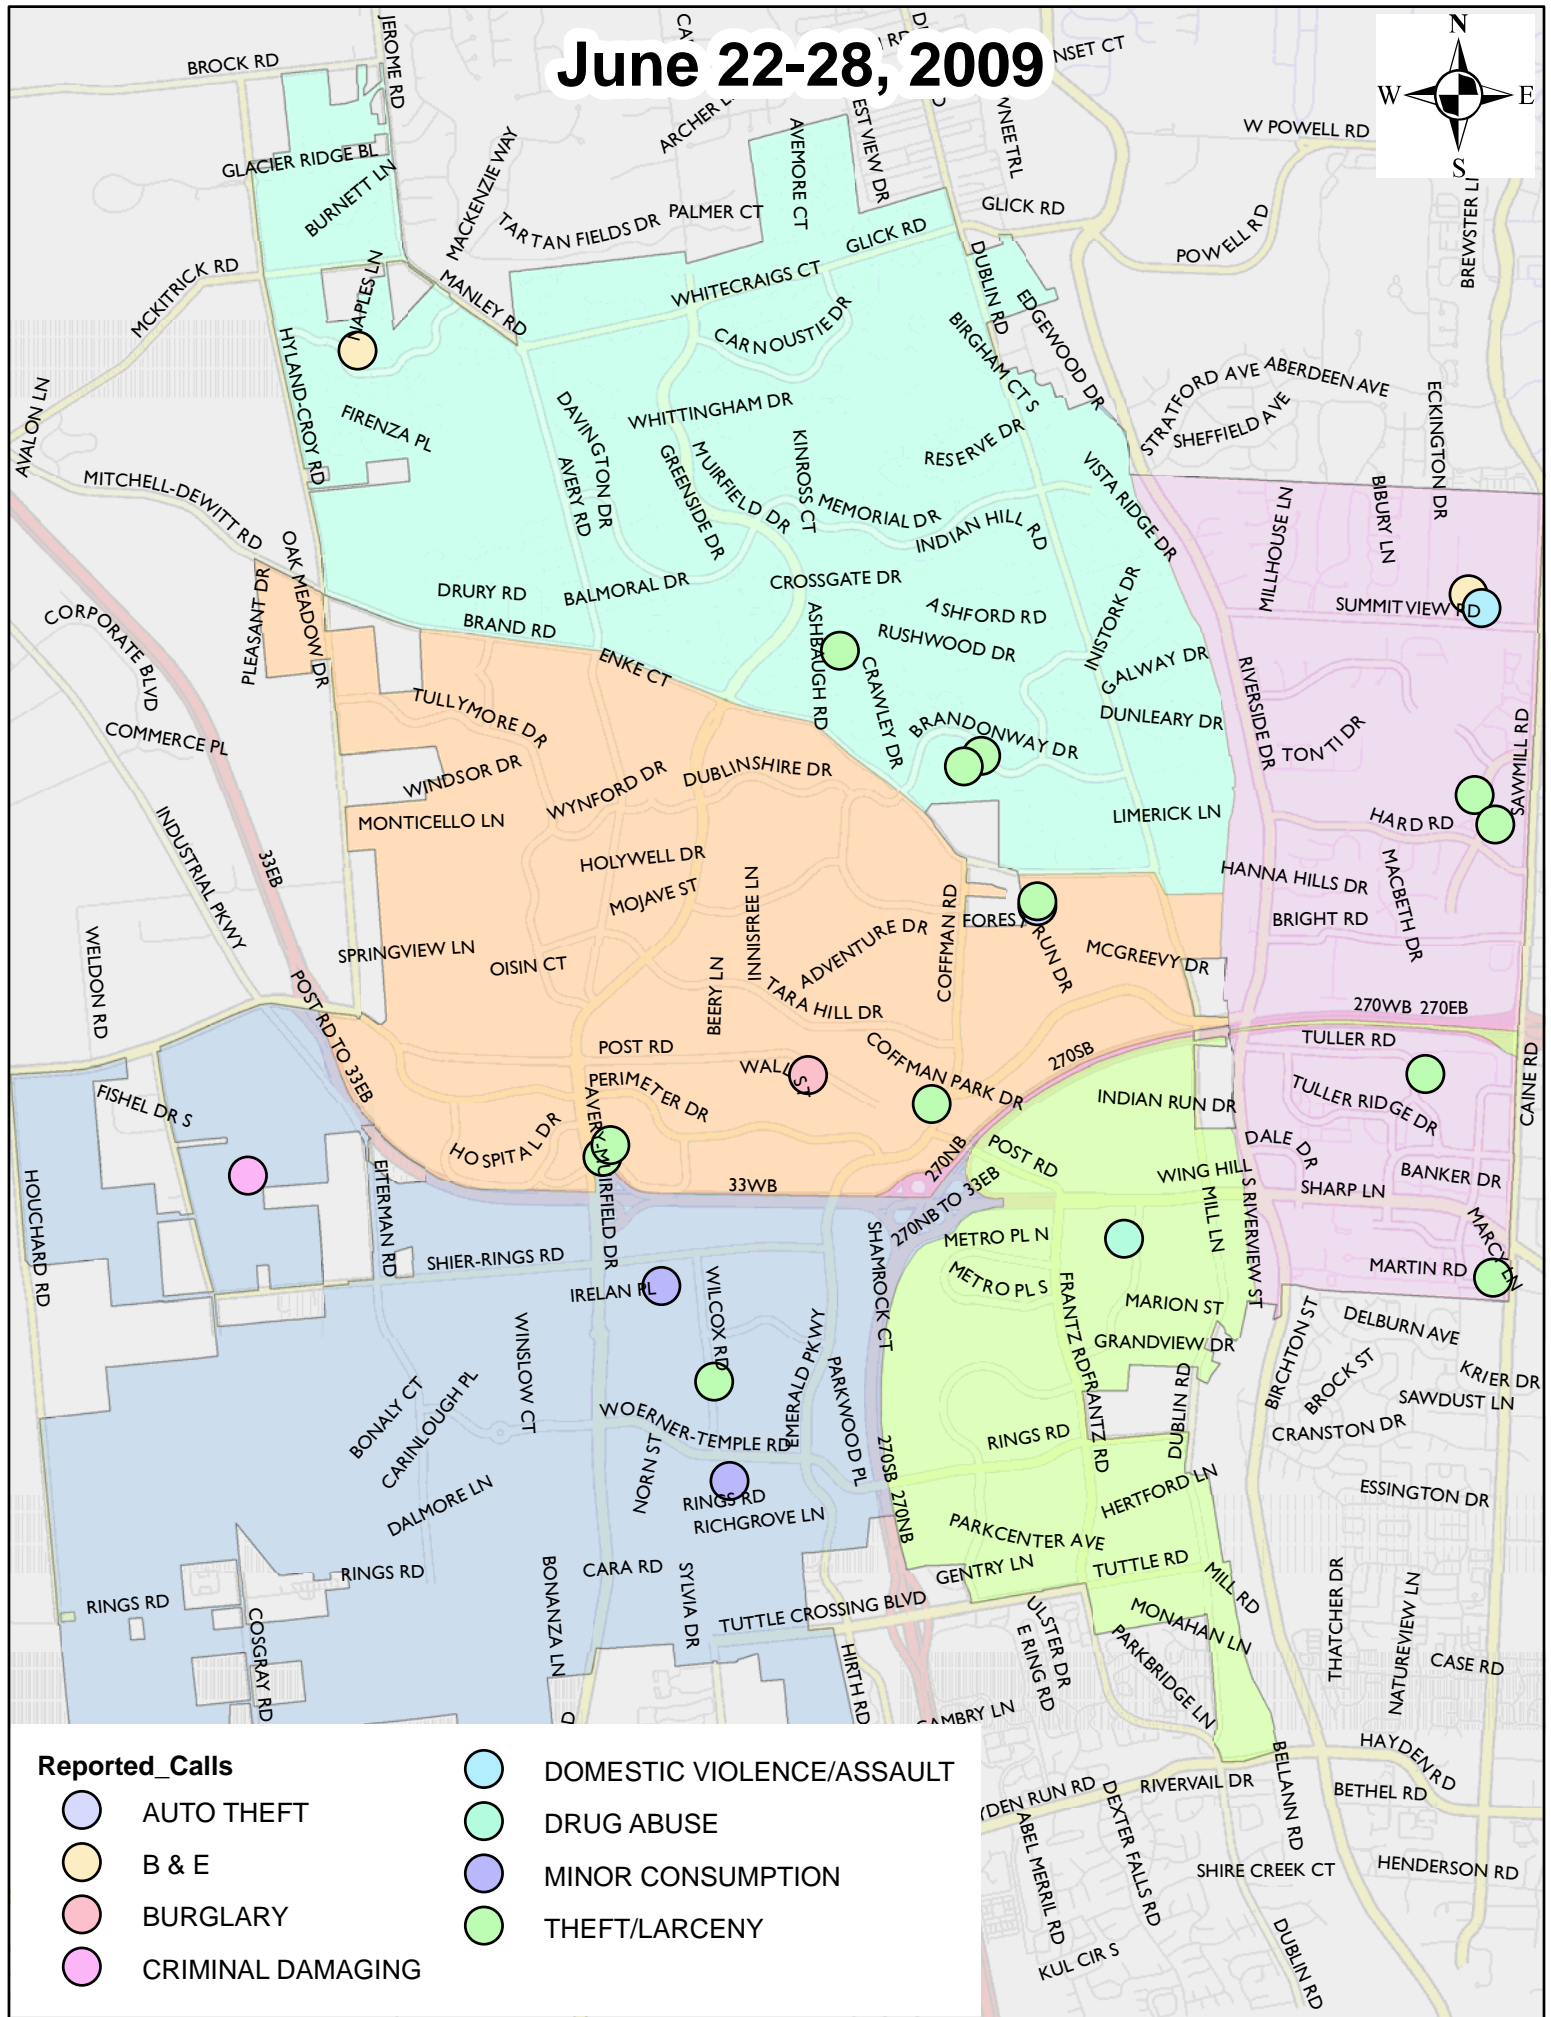 June 22-28, 2009
N
W E
S
BROCK RD
JEROME RD
NSET CT
W POWELL RD
GLACIER RIDGE BL
BURNETT LN
MACKENZIE WAY
TARTAN FIELDS DR
PALMER CT
AVEMORE CT
GLICK RD
GLICK RD
POWELL RD
MCKITRICK RD
NAPLES LN
MANLEY RD
WHITECRAIGS CT
CARNOUSTIE DR
DUBLIN RD
EDGEWOOD DR
BIRGHAM CT S
HYLAND-CROY RD
AVALON LN
FIRENZA PL
DAVINGTON DR
WHITTINGHAM DR
STRATFORD AVE
ABERDEEN AVE
SHEFFIELD AVE
ECKINGTON DR
MITCHELL-DEWITT RD
AVERY RD
GREENSIDE DR
MUIRFIELD DR
KINROSS CT
RESERVE DR
MEMORIAL DR
INDIAN HILL RD
VISTA RIDGE DR
MILLHOUSE LN
BIBURY LN
OAK MEADOW DR
PLEASANT DR
DRURY RD
BALMORAL DR
CROSSGATE DR
ASHFORD RD
INISTORK DR
SUMMIT VIEW RD
BRAND RD
ENKE CT
ASHBAUGH RD
RUSHWOOD DR
CRAWLEY DR
GALWAY DR
DUNLEARY DR
RIVERSIDE DR
CORPORATE BLVD
COMMERCE PL
TULLYMORE DR
WINDSOR DR
WYNFORD DR
DUBLINSHIRE DR
BRANDONWAY DR
TONTI DR
SAWMILL RD
INDUSTRIAL PKWY
33EB
MONTICELLO LN
LIMERICK LN
HARD RD
HOLYWELL DR
MOJAVE ST
INNISFREE LN
COFFMAN RD
FOREST RUN DR
HANNA HILLS DR
MACBETH DR
BRIGHT RD
WELDON RD
SPRINGVIEW LN
OISIN CT
BEERY LN
ADVENTURE DR
TARA HILL DR
MCGREEVY DR
POST RD TO 33EB
270WB 270EB
POST RD
WALL ST
COFFMAN PARK DR
270SB
TULLER RD
CAINE RD
FISHEL DR S
PERIMETER DR
HOSPITAL DR
AVERY-MUIRFIELD DR
INDIAN RUN DR
TULLER RIDGE DR
DALE DR
HOUCHARD RD
EITERMAN RD
33WB
270NB
POST RD
270NB TO 33EB
WING HILL
MILL LN
S RIVERVIEW ST
BANKER DR
SHARP LN
MARCY LN
SHIER-RINGS RD
IRELAN PL
WILCOX RD
SHAMROCK CT
METRO PL N
METRO PL S
MARTIN RD
WINSLOW CT
EMERALD PKWY
PARKWOOD PL
FRANTZ RD
FRANTZ RD
MARION ST
GRANDVIEW DR
BIRCHTON ST
DELBURN AVE
BROCK ST
KRIER DR
SAWDUST LN
BONALY CT
CARINLOUGH PL
WOERNER-TEMPLE RD
RINGS RD
DUBLIN RD
CRANSTON DR
DALMORE LN
NORN ST
RINGS RD
RICHGROVE LN
270SB 270NB
HERTFORD LN
ESSINGTON DR
PARKCENTER AVE
GENTRY LN
TUTTLE RD
MILL RD
RINGS RD
RINGS RD
COSGRAY RD
BONANZA LN
CARA RD
SYLVIA DR
TUTTLE CROSSING BLVD
HIRTH RD
ULSTER DR
E RING RD
MONAHAN LN
PARKBRIDGE LN
THATCHER DR
NATUREVIEW LN
CASE RD
BELLANN RD
HAYDEN RD
RIVERVAIL DR
BETHEL RD
DEXTER FALLS RD
ABEL MERRIL RD
SHIRE CREEK CT
HENDERSON RD
KUL CIR S
DUBLIN RD
Reported_Calls
AUTO THEFT
B & E
BURGLARY
CRIMINAL DAMAGING
DOMESTIC VIOLENCE/ASSAULT
DRUG ABUSE
MINOR CONSUMPTION
THEFT/LARCENY